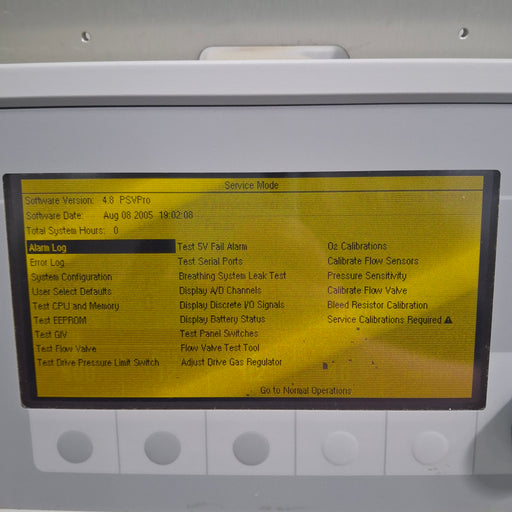 Service Mode
Software Version: 4.8 PSVPro
Software Date: Aug 08 2005 19:02:08
Total System Hours: 0
Alarm Log
Error Log
System Configuration
User Select Defaults
Test CPU and Memory
Test EEPROM
Test GIV
Test Flow Valve
Test Drive Pressure Limit Switch
Test 5V Fail Alarm
Test Serial Ports
Breathing System Leak Test
Display A/D Channels
Display Discrete I/O Signals
Display Battery Status
Test Panel Switches
Flow Valve Test Tool
Adjust Drive Gas Regulator
O2 Calibrations
Calibrate Flow Sensors
Pressure Sensitivity
Calibrate Flow Valve
Bleed Resistor Calibration
Service Calibrations Required
Go to Normal Operations